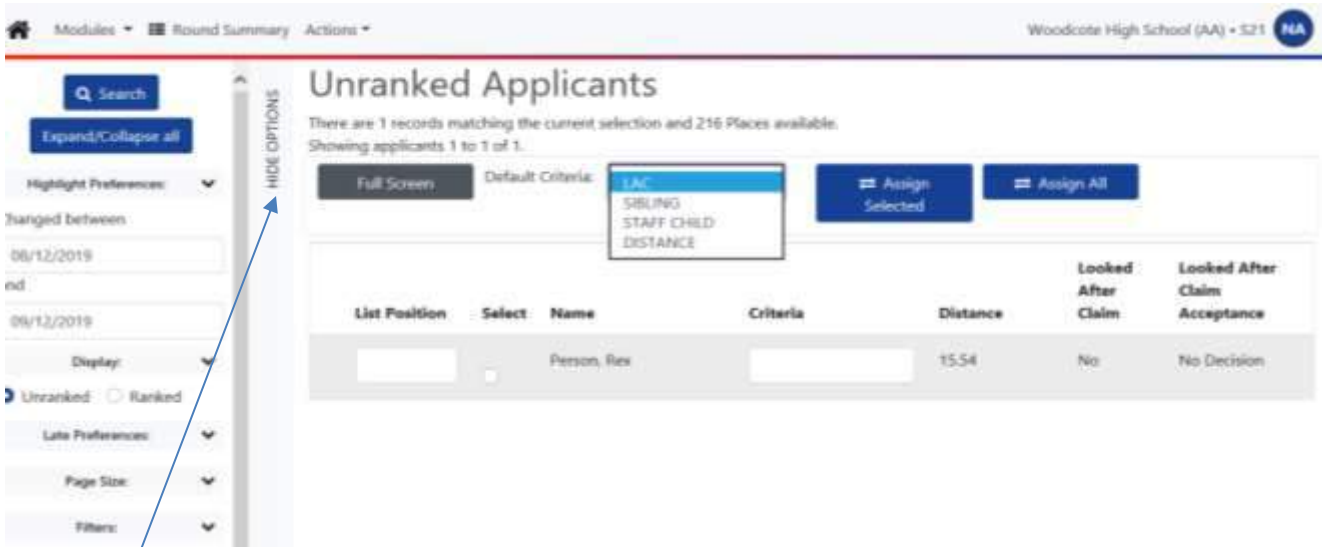 Modules Round Summary Actions Woodcote High School (AA) • S21 NA
Search
Expand/Collapse all
Highlight Preferences:
Changed between
08/12/2019
nd
09/12/2019
Display:
Unranked Ranked
Late Preferences:
Page Size:
Filters:
HIDE OPTIONS
Unranked Applicants
There are 1 records matching the current selection and 216 Places available.
Showing applicants 1 to 1 of 1.
Full Screen Default Criteria:
LAC
SIBLING
STAFF CHILD
DISTANCE
Assign Selected
Assign All
List Position Select Name Criteria Distance Looked After Claim Looked After Claim Acceptance
Person, Rex 15.54 No No Decision